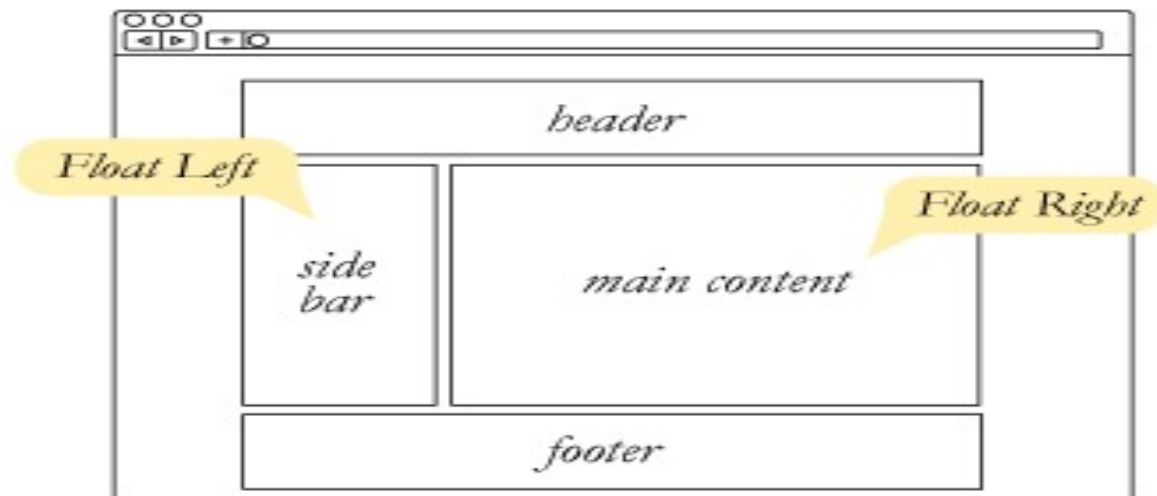 header
Float Left
Float Right
side
bar
main content
footer